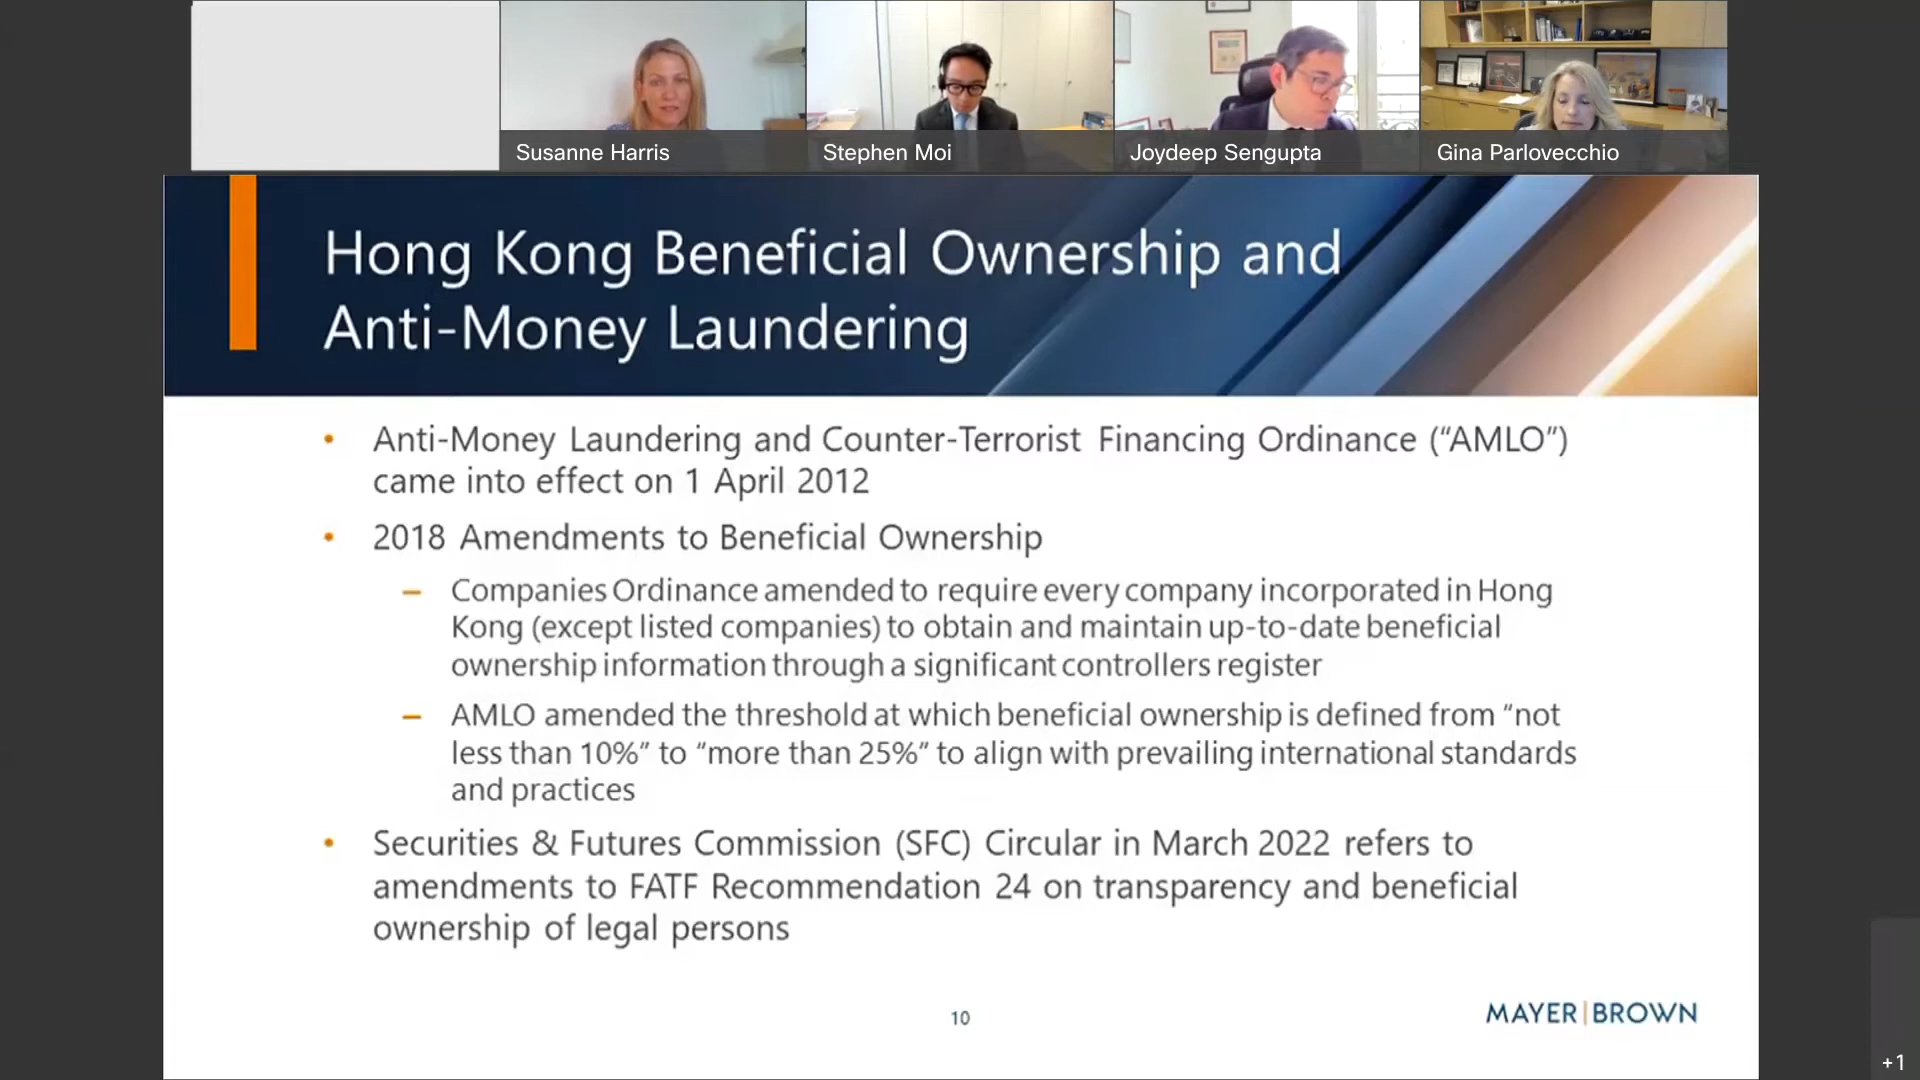 Susanne Harris
Stephen Moi
Joydeep Sengupta
Gina Parlovecchio
Hong Kong Beneficial Ownership and
Anti-Money Laundering
• Anti-Money Laundering and Counter-Terrorist Financing Ordinance (“AMLO”)
came into effect on 1 April 2012
• 2018 Amendments to Beneficial Ownership
– Companies Ordinance amended to require every company incorporated in Hong
Kong (except listed companies) to obtain and maintain up-to-date beneficial
ownership information through a significant controllers register
– AMLO amended the threshold at which beneficial ownership is defined from “not
less than 10%” to “more than 25%” to align with prevailing international standards
and practices
• Securities & Futures Commission (SFC) Circular in March 2022 refers to
amendments to FATF Recommendation 24 on transparency and beneficial
ownership of legal persons
10
MAYER|BROWN
+1